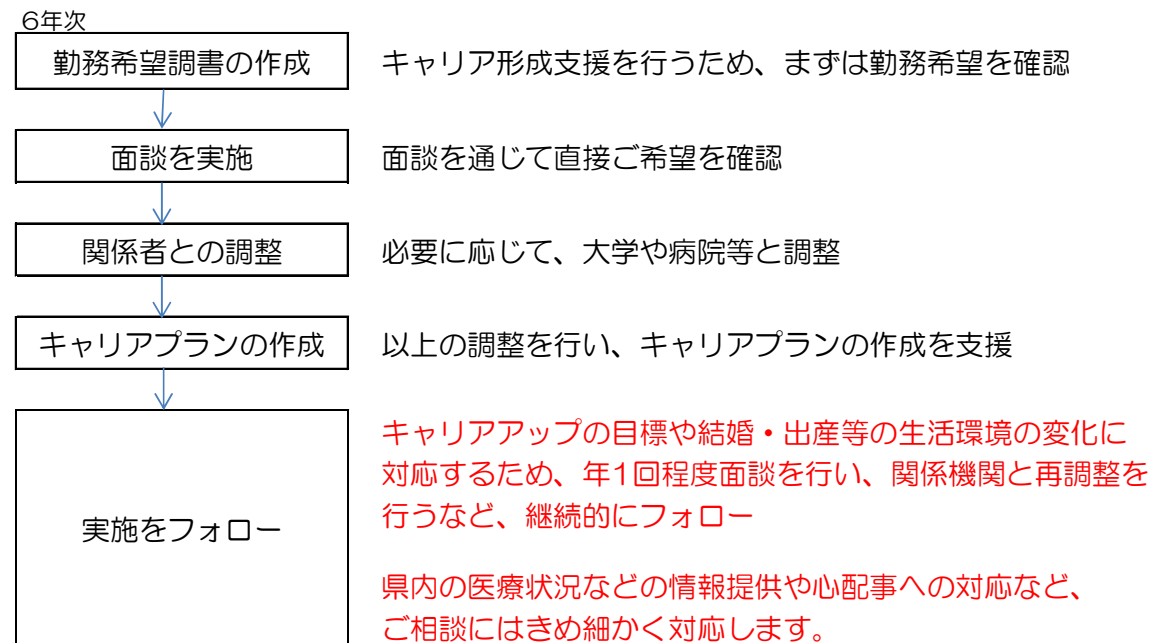 6年次
勤務希望調書の作成
キャリア形成支援を行うため、まずは勤務希望を確認
面談を実施
面談を通じて直接ご希望を確認
関係者との調整
必要に応じて、大学や病院等と調整
キャリアプランの作成
以上の調整を行い、キャリアプランの作成を支援
実施をフォロー
キャリアアップの目標や結婚・出産等の生活環境の変化に
対応するため、年1回程度面談を行い、関係機関と再調整を
行うなど、継続的にフォロー
県内の医療状況などの情報提供や心配事への対応など、
ご相談にはきめ細かく対応します。